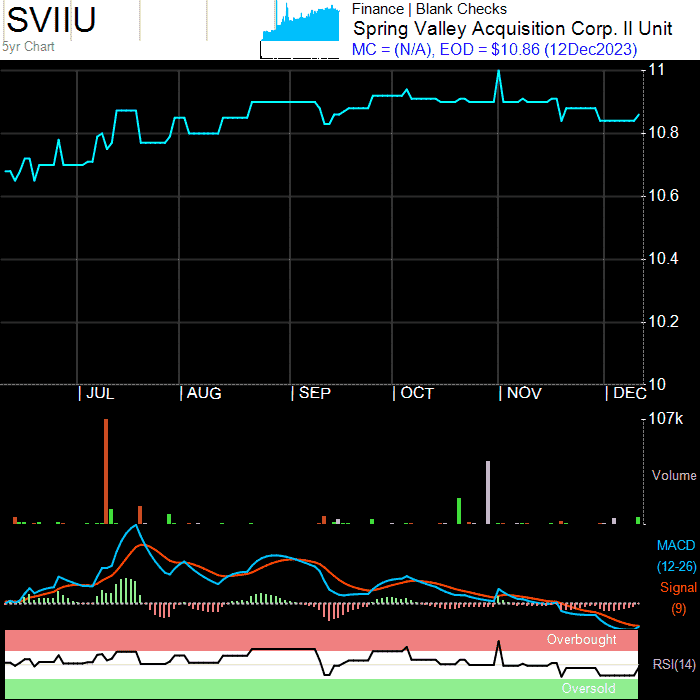 SVIIU
5yr Chart
Finance | Blank Checks
Spring Valley Acquisition Corp. II Unit
MC = (N/A), EOD = $10.86 (12Dec2023)
11
10.8
10.6
10.4
10.2
10
| JUL | AUG | SEP | OCT | NOV | DEC
107k
Volume
MACD
(12-26)
Signal
(9)
Overbought
RSI(14)
Oversold